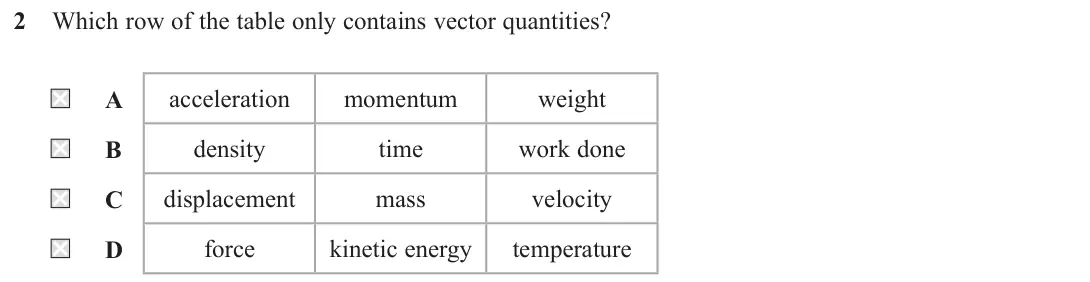 2 Which row of the table only contains vector quantities?
A acceleration momentum weight
B density time work done
C displacement mass velocity
D force kinetic energy temperature